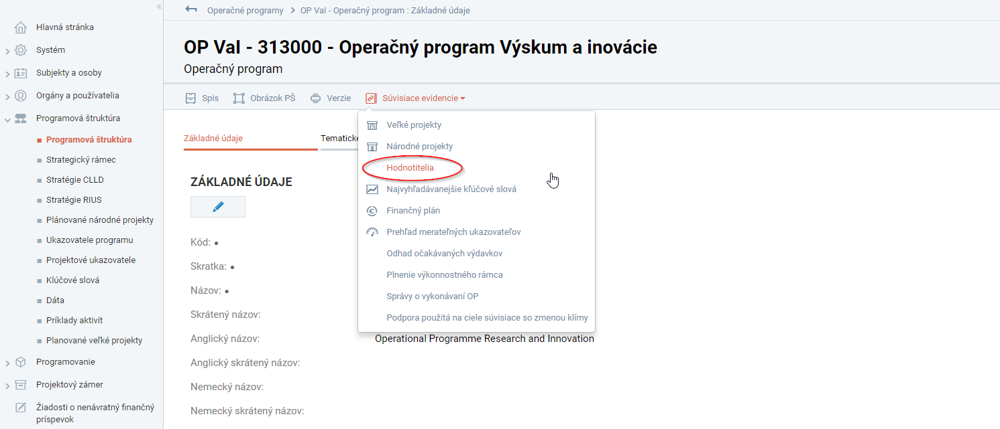 Hlavná stránka
Systém
Subjekty a osoby
Orgány a používatelia
Programová štruktúra
Programová štruktúra
Strategický rámec
Stratégie CLLD
Stratégie RIUS
Plánované národné projekty
Ukazovatele programu
Projektové ukazovatele
Kľúčové slová
Dáta
Príklady aktivít
Planované veľké projekty
Programovanie
Projektový zámer
Žiadosti o nenávratný finančný
príspevok
Operačné programy > OP VaI - Operačný program : Základné údaje
OP VaI - 313000 - Operačný program Výskum a inovácie
Operačný program
Spis Obrázok PŠ Verzie Súvisiace evidencie
Veľké projekty
Národné projekty
Hodnotitelia
Najvyhľadávanejšie kľúčové slová
Finančný plán
Prehľad merateľných ukazovateľov
Odhad očakávaných výdavkov
Plnenie výkonnostného rámca
Správy o vykonávaní OP
Podpora použitá na ciele súvisiace so zmenou klímy
Základné údaje
ZÁKLADNÉ ÚDAJE
Kód:
Skratka:
Názov:
Skrátený názov:
Anglický názov: Operational Programme Research and Innovation
Anglický skrátený názov:
Nemecký názov:
Nemecký skrátený názov: